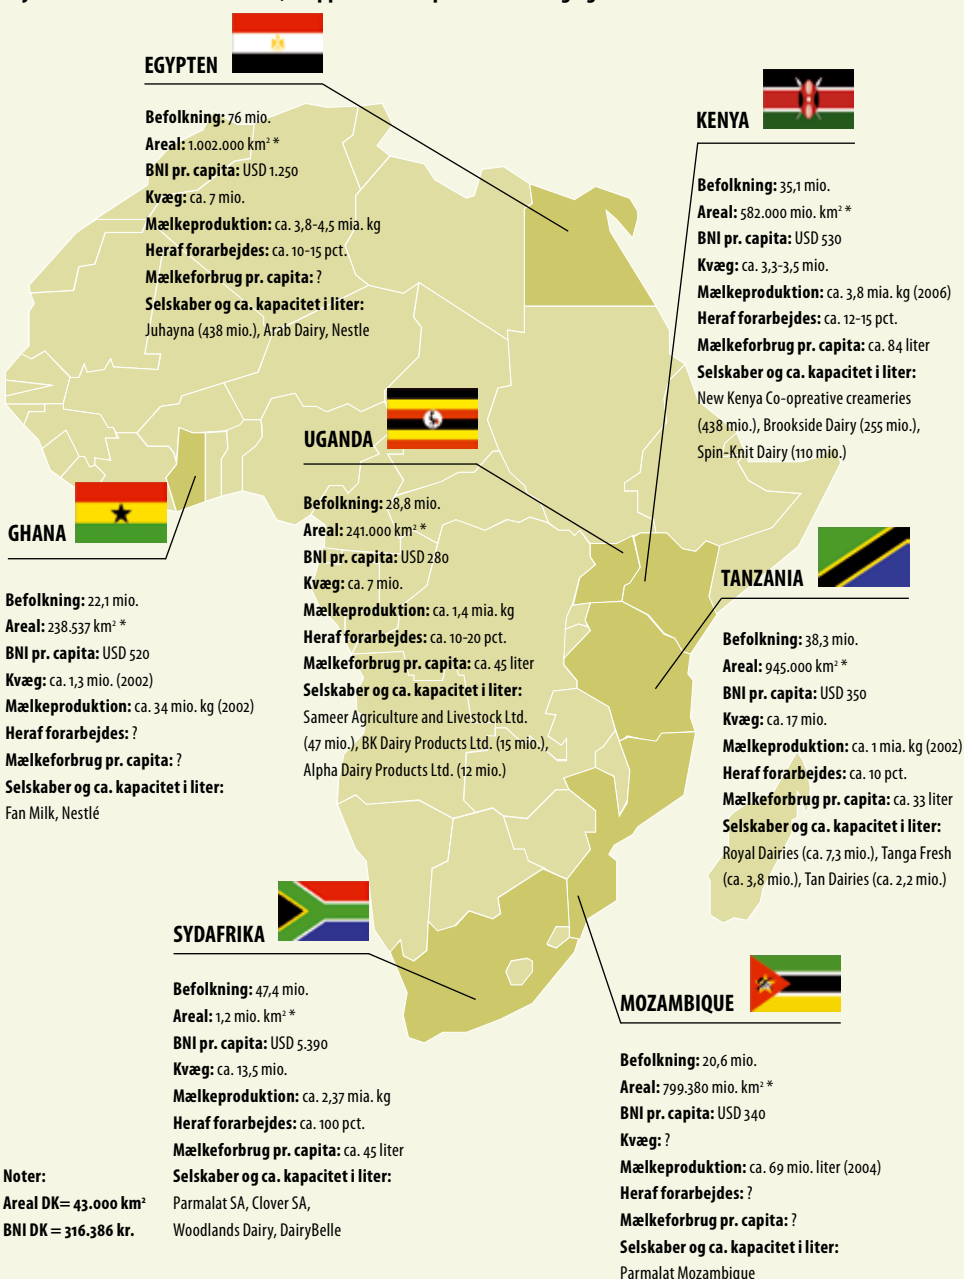 EGYPTEN
Befolkning: 76 mio.
Areal: 1.002.000 km² *
BNI pr. capita: USD 1.250
Kvæg: ca. 7 mio.
Mælkeproduktion: ca. 3,8-4,5 mia. kg
Heraf forarbejdes: ca. 10-15 pct.
Mælkeforbrug pr. capita: ?
Selskaber og ca. kapacitet i liter:
Juhayna (438 mio.), Arab Dairy, Nestle
KENYA
Befolkning: 35,1 mio.
Areal: 582.000 mio. km² *
BNI pr. capita: USD 530
Kvæg: ca. 3,3-3,5 mio.
Mælkeproduktion: ca. 3,8 mia. kg (2006)
Heraf forarbejdes: ca. 12-15 pct.
Mælkeforbrug pr. capita: ca. 84 liter
Selskaber og ca. kapacitet i liter:
New Kenya Co-opreative creameries
(438 mio.), Brookside Dairy (255 mio.),
Spin-Knit Dairy (110 mio.)
UGANDA
Befolkning: 28,8 mio.
Areal: 241.000 km² *
BNI pr. capita: USD 280
Kvæg: ca. 7 mio.
Mælkeproduktion: ca. 1,4 mia. kg
Heraf forarbejdes: ca. 10-20 pct.
Mælkeforbrug pr. capita: ca. 45 liter
Selskaber og ca. kapacitet i liter:
Sameer Agriculture and Livestock Ltd.
(47 mio.), BK Dairy Products Ltd. (15 mio.),
Alpha Dairy Products Ltd. (12 mio.)
GHANA
Befolkning: 22,1 mio.
Areal: 238.537 km² *
BNI pr. capita: USD 520
Kvæg: ca. 1,3 mio. (2002)
Mælkeproduktion: ca. 34 mio. kg (2002)
Heraf forarbejdes: ?
Mælkeforbrug pr. capita: ?
Selskaber og ca. kapacitet i liter:
Fan Milk, Nestlé
TANZANIA
Befolkning: 38,3 mio.
Areal: 945.000 km² *
BNI pr. capita: USD 350
Kvæg: ca. 17 mio.
Mælkeproduktion: ca. 1 mia. kg (2002)
Heraf forarbejdes: ca. 10 pct.
Mælkeforbrug pr. capita: ca. 33 liter
Selskaber og ca. kapacitet i liter:
Royal Dairies (ca. 7,3 mio.), Tanga Fresh
(ca. 3,8 mio.), Tan Dairies (ca. 2,2 mio.)
SYDAFRIKA
Befolkning: 47,4 mio.
Areal: 1,2 mio. km² *
BNI pr. capita: USD 5.390
Kvæg: ca. 13,5 mio.
Mælkeproduktion: ca. 2,37 mia. kg
Heraf forarbejdes: ca. 100 pct.
Mælkeforbrug pr. capita: ca. 45 liter
Selskaber og ca. kapacitet i liter:
Parmalat SA, Clover SA,
Woodlands Dairy, DairyBelle
MOZAMBIQUE
Befolkning: 20,6 mio.
Areal: 799.380 mio. km² *
BNI pr. capita: USD 340
Kvæg: ?
Mælkeproduktion: ca. 69 mio. liter (2004)
Heraf forarbejdes: ?
Mælkeforbrug pr. capita: ?
Selskaber og ca. kapacitet i liter:
Parmalat Mozambique
Noter:
Areal DK= 43.000 km²
BNI DK = 316.386 kr.